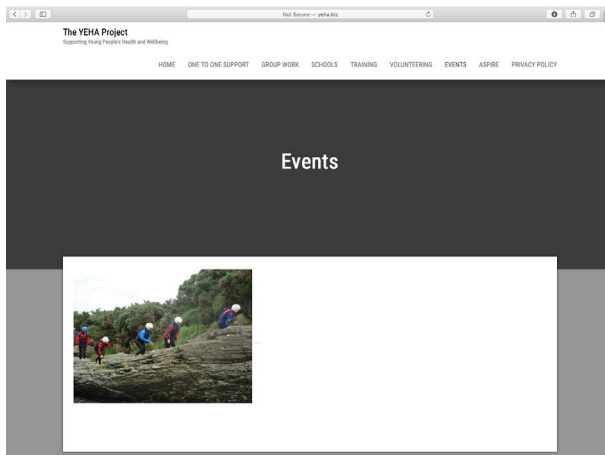 Not Secure — yeha.biz
The YEHA Project
Supporting Young People's Health and Wellbeing
HOME ONE TO ONE SUPPORT GROUP WORK SCHOOLS TRAINING VOLUNTEERING EVENTS ASPIRE PRIVACY POLICY
Events